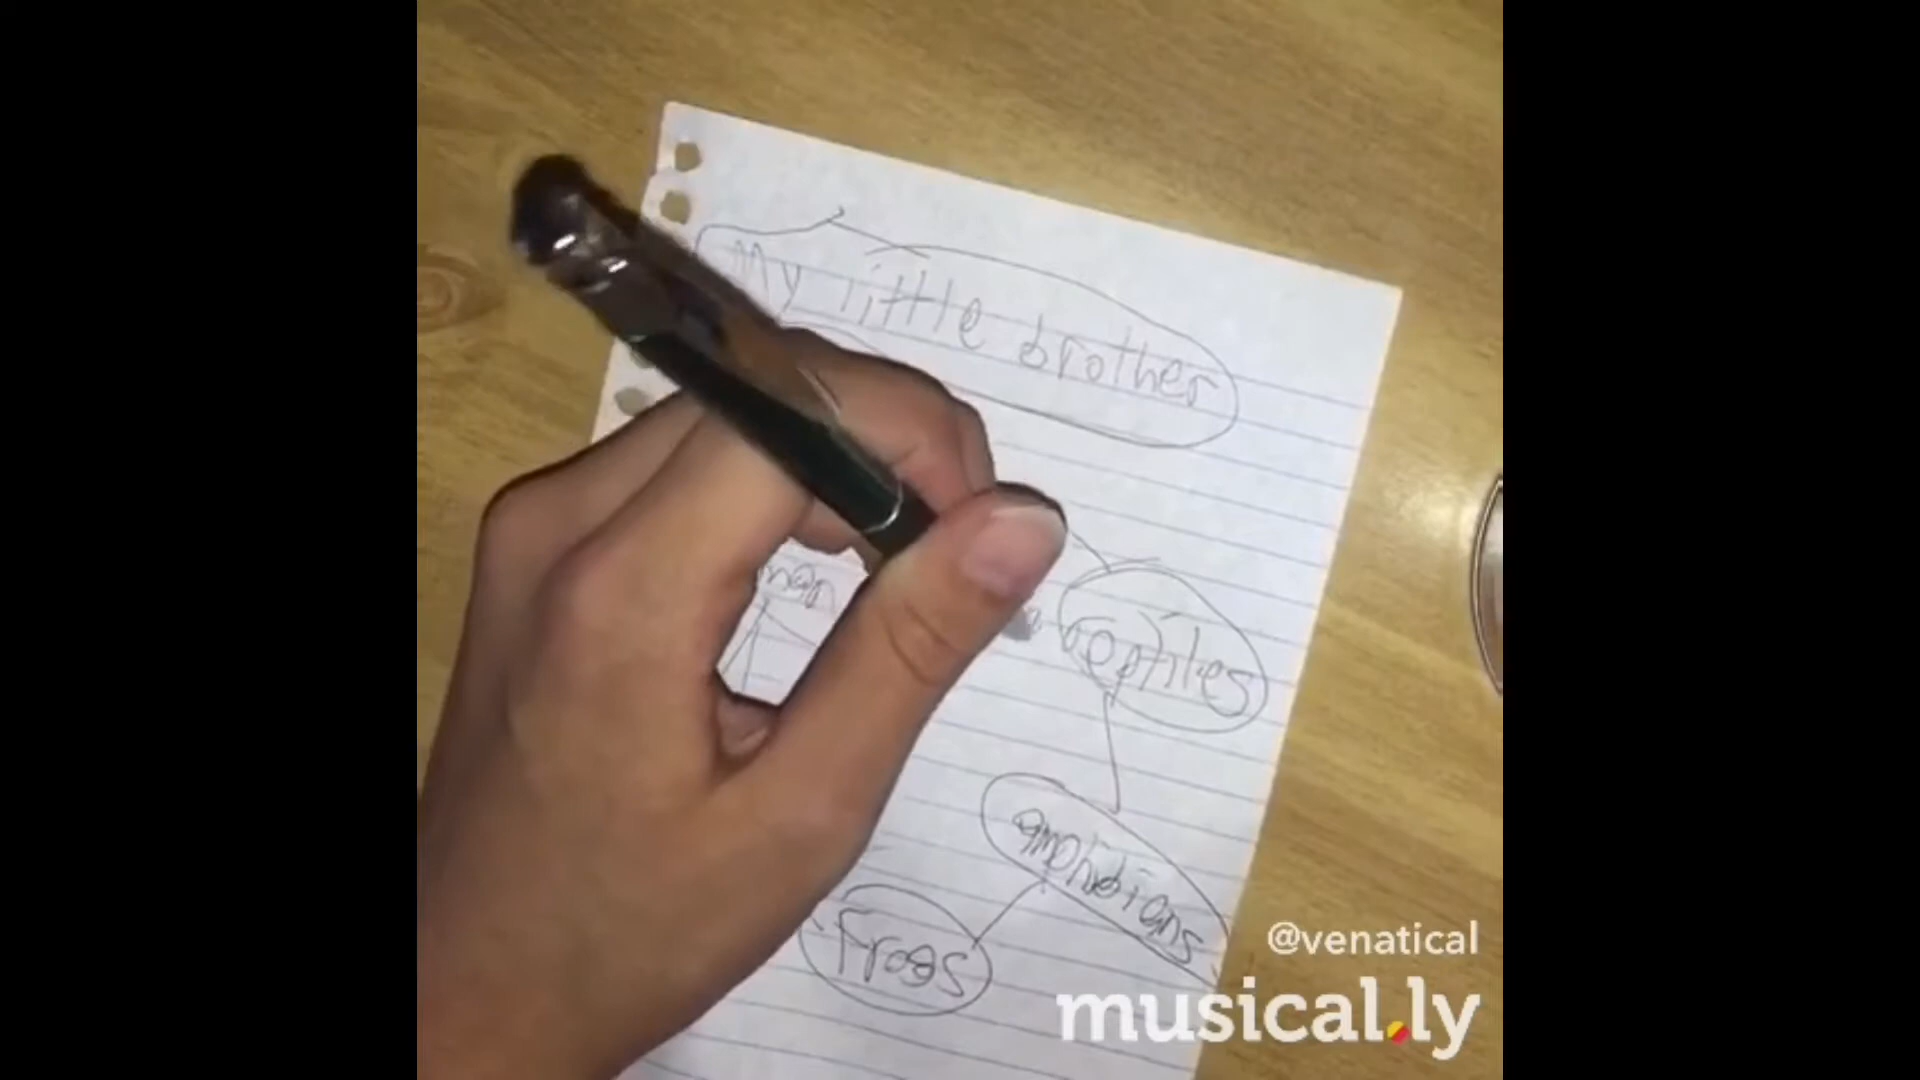 My little brother
reptiles
amphibians
Frogs
@venatical
musical.ly